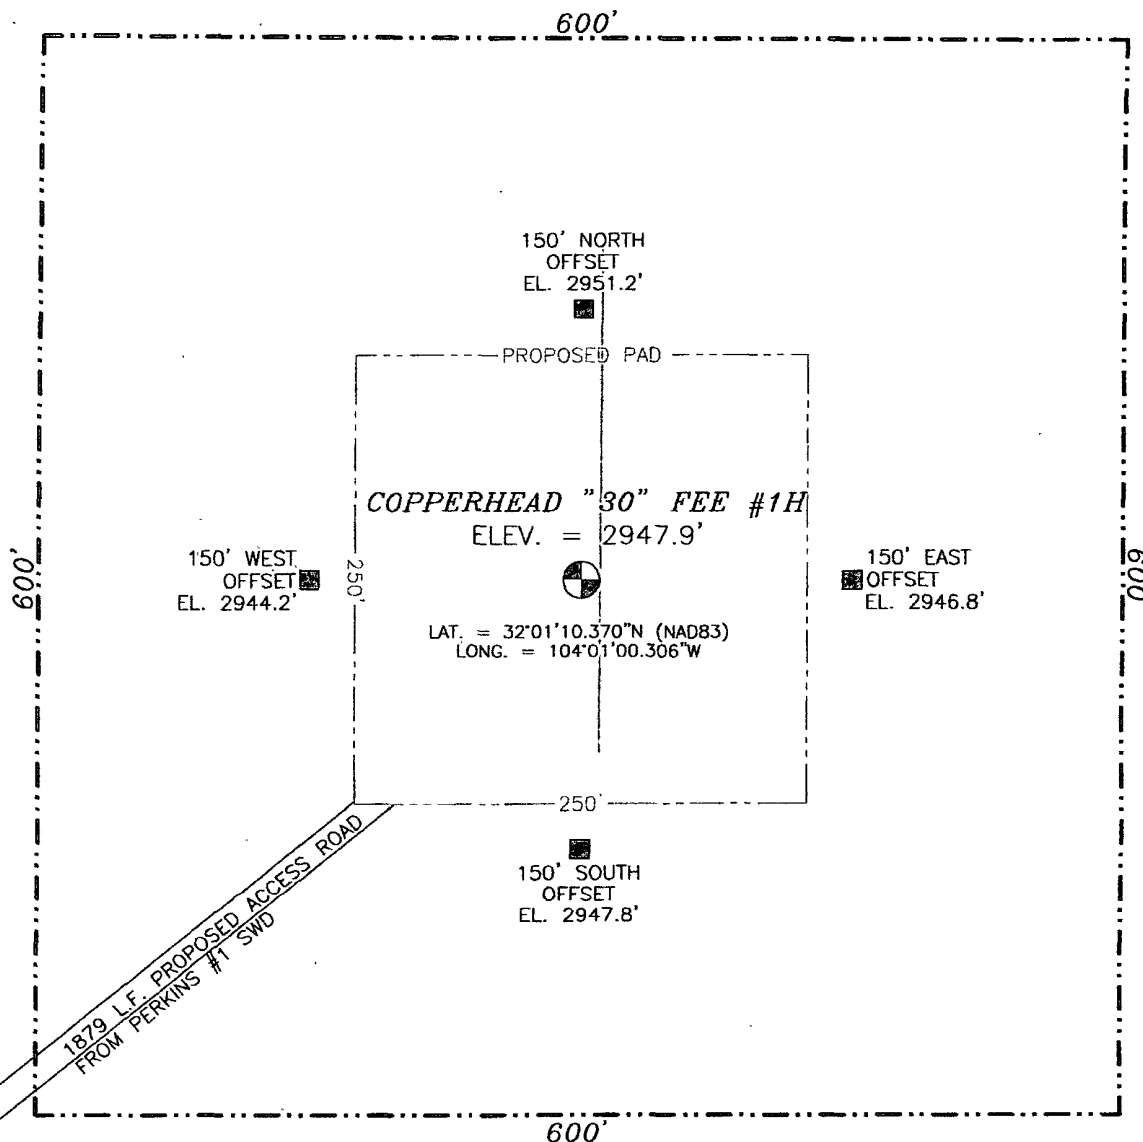 600'
150' NORTH
OFFSET
EL. 2951.2'
PROPOSED PAD
COPPERHEAD "30" FEE #1H
ELEV. = 2947.9'
600'
150' WEST
OFFSET
EL. 2944.2'
250'
150' EAST
OFFSET
EL. 2946.8'
600'
LAT. = 32°01'10.370"N (NAD83)
LONG. = 104°01'00.306"W
250'
150' SOUTH
OFFSET
EL. 2947.8'
1879 L.F. PROPOSED ACCESS ROAD
FROM PERKINS #1 SWD
600'